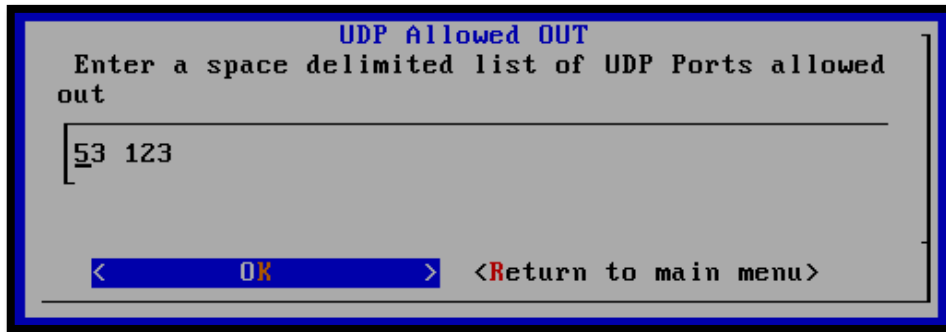 UDP Allowed OUT
Enter a space delimited list of UDP Ports allowed
out
53 123
< OK > <Return to main menu>